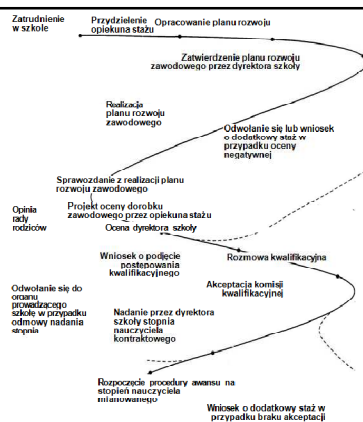 Zatrudnienie
w szkole
Przydzielenie
opiekuna stażu
Opracowanie planu rozwoju
Zatwierdzenie planu rozwoju
zawodowego przez dyrektora szkoły
Realizacja
planu rozwoju
zawodowego
Odwołanie się lub wniosek
o dodatkowy staż w
przypadku oceny
negatywnej
Sprawozdanie z realizacji planu
rozwoju zawodowego
Opinia
rady
rodziców
Projekt oceny dorobku
zawodowego przez opiekuna stażu
Ocena dyrektora szkoły
Wniosek o podjęcie
postępowania
kwalifikacyjnego
Rozmowa kwalifikacyjna
Akceptacja komisji
kwalifikacyjnej
Odwołanie się do
organu
prowadzącego
szkołę w przypadku
odmowy nadania
stopnia
Nadanie przez dyrektora
szkoły stopnia
nauczyciela
kontraktowego
Rozpoczęcie procedury awansu na
stopień nauczyciela
mianowanego
Wniosek o dodatkowy staż w
przypadku braku akceptacji